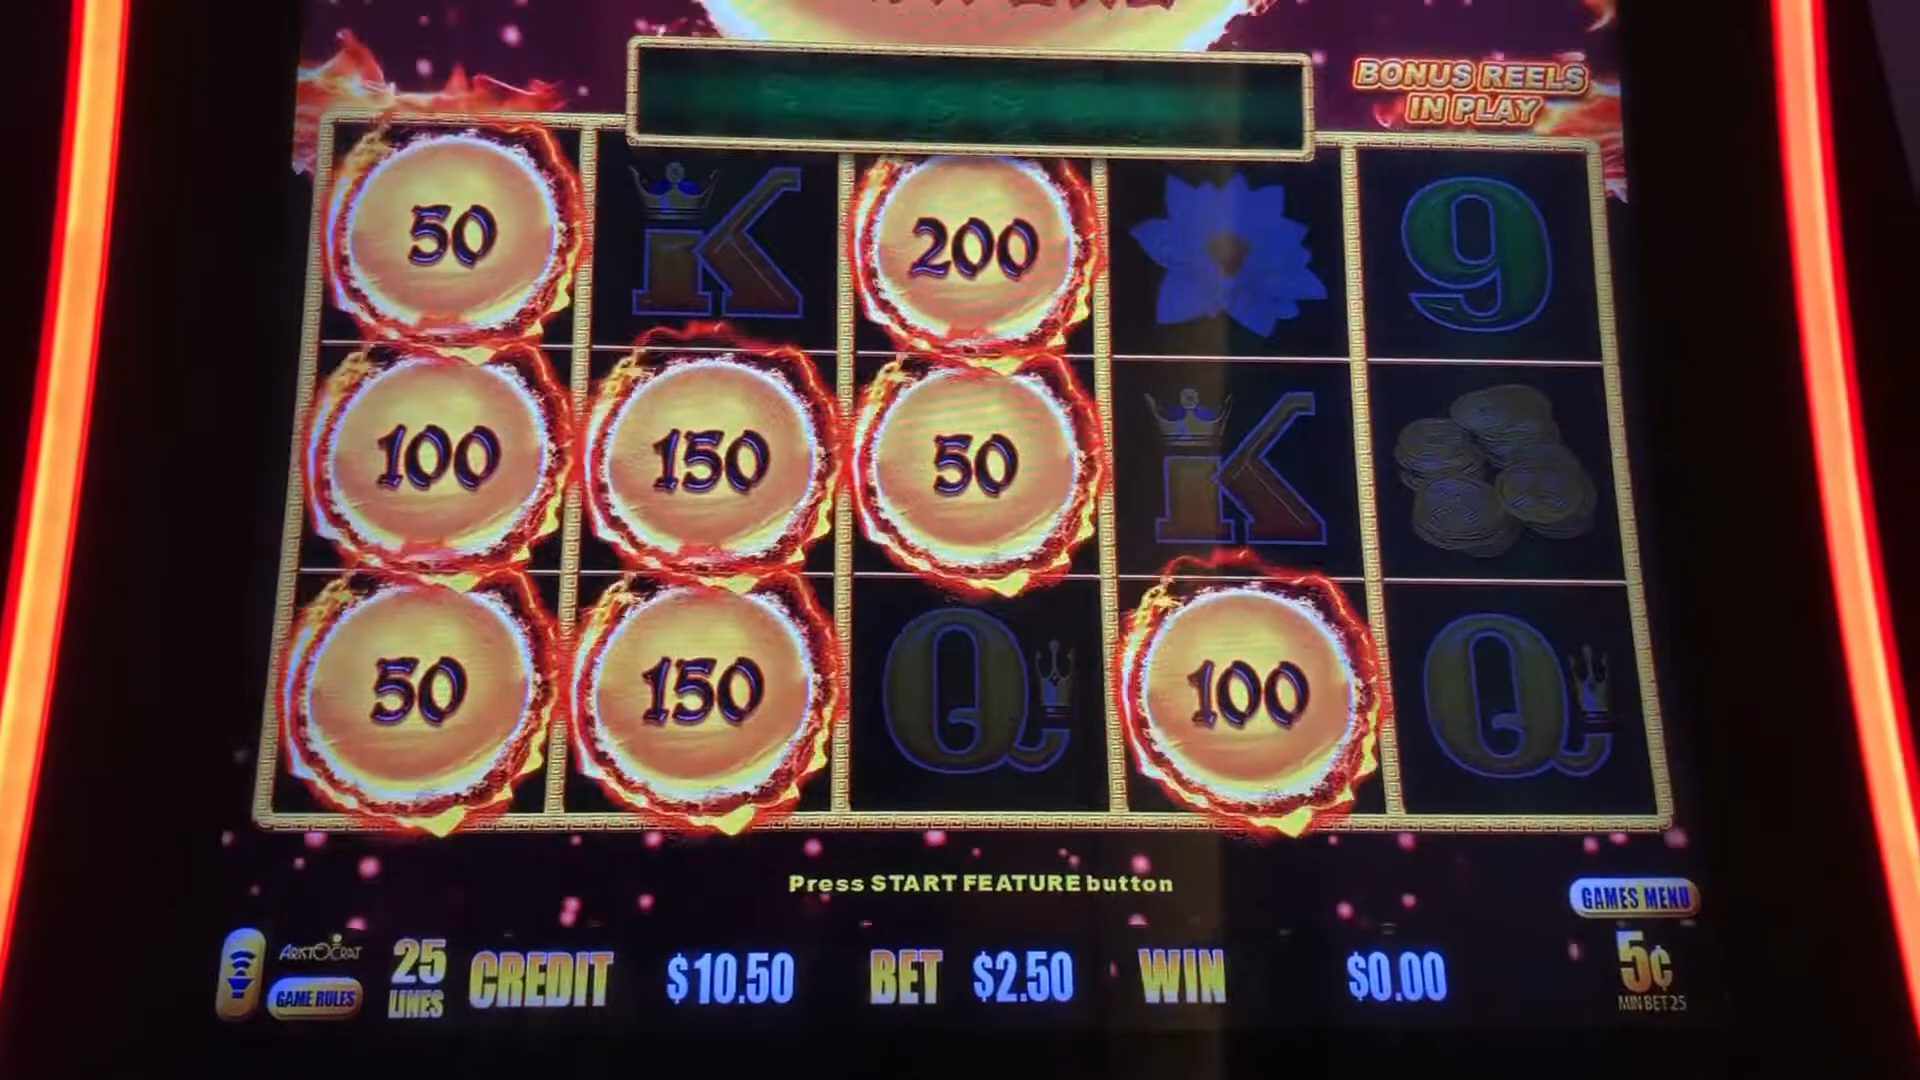 BONUS REELS
IN PLAY
50 K 200 9
100 150 50 K
50 150 Q 100 Q
Press START FEATURE button
GAMES MENU
ARISTOCRAT
GAME RULES
25
LINES
CREDIT $10.50 BET $2.50 WIN $0.00
5¢
MIN BET 25